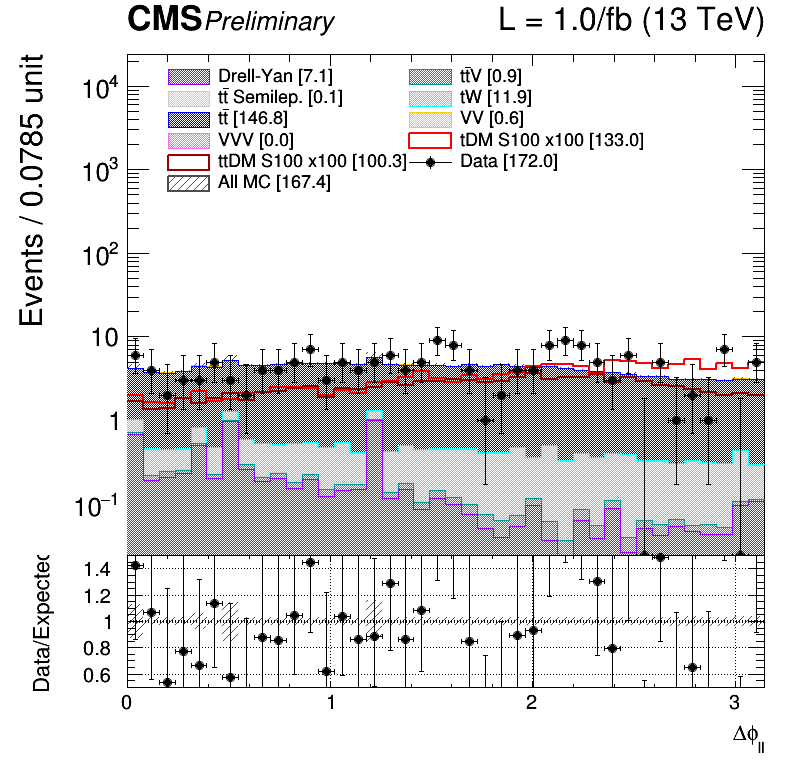 CMS Preliminary L = 1.0/fb (13 TeV)
Events / 0.0785 unit
10⁴
10³
10²
10
1
10⁻¹
Drell-Yan [7.1]
tt̄ Semilep. [0.1]
tt̄ [146.8]
VVV [0.0]
ttDM S100 x100 [100.3]
All MC [167.4]
tt̄V [0.9]
tW [11.9]
VV [0.6]
tDM S100 x100 [133.0]
Data [172.0]
Data/Expected
1.4
1.2
1
0.8
0.6
0 1 2 3
Δϕ_ll